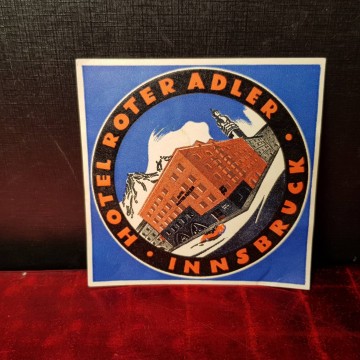 HOTEL ROTER ADLER
• INNSBRUCK •